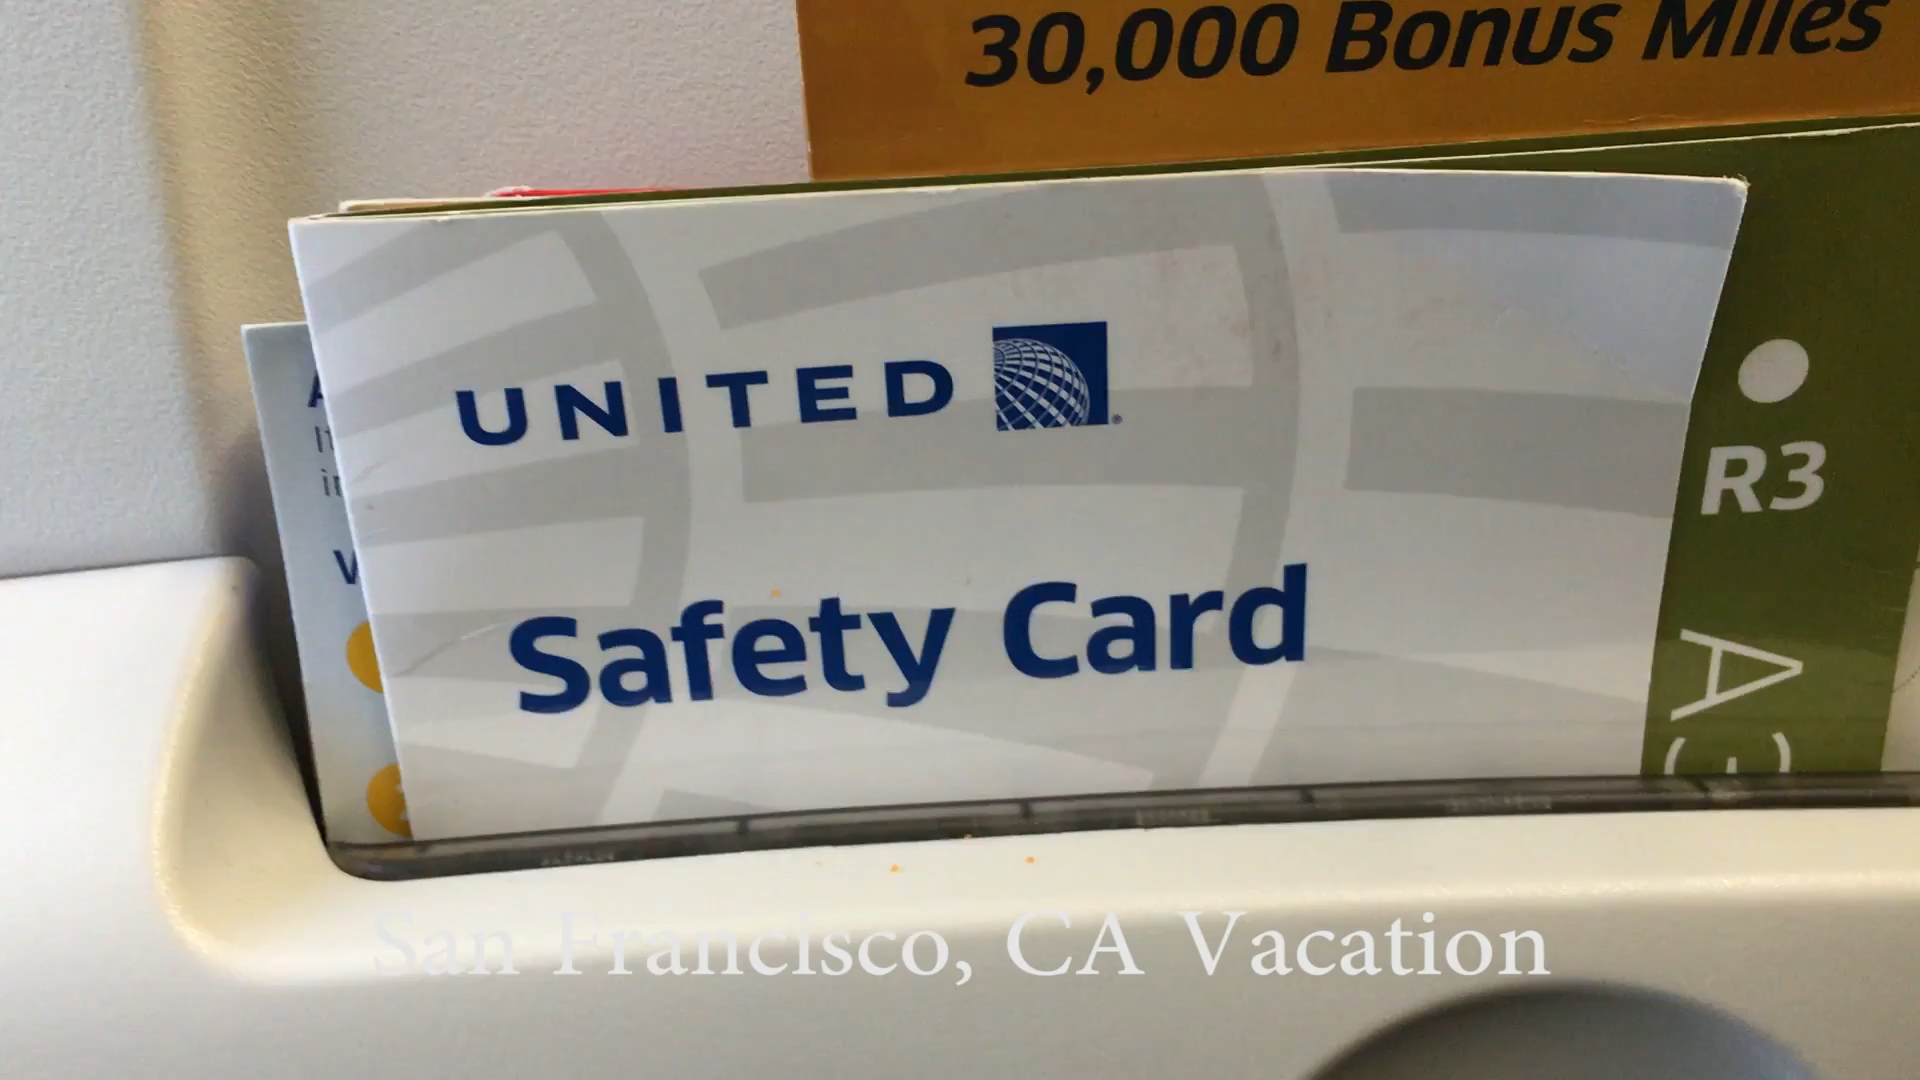 30,000 Bonus Miles
UNITED
Safety Card
R3
San Francisco, CA Vacation